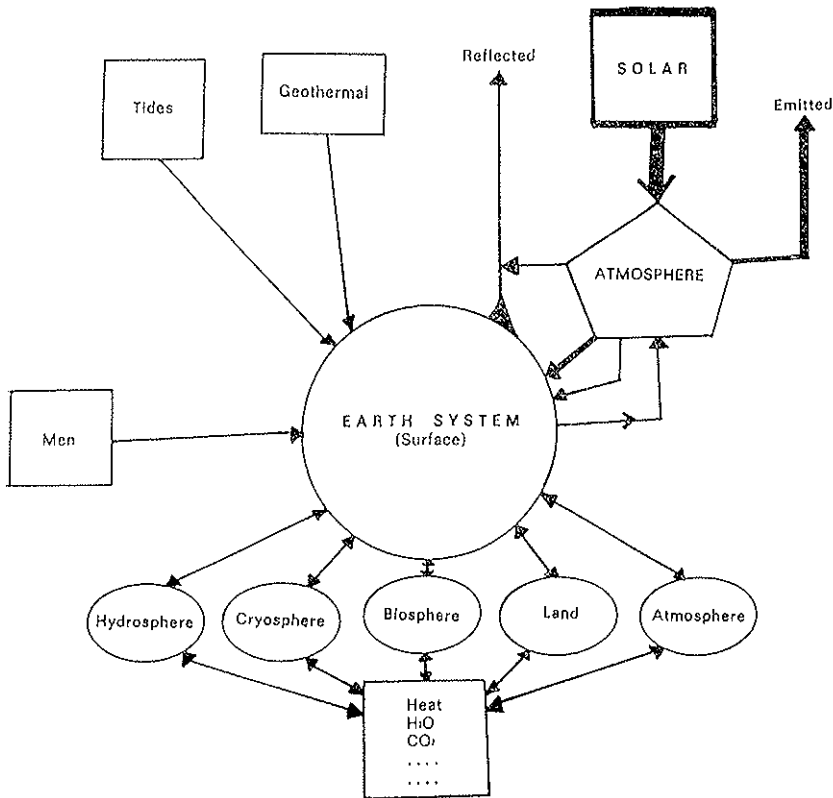 Reflected
SOLAR
Tides
Geothermal
Emitted
ATMOSPHERE
EARTH SYSTEM
(Surface)
Men
Hydrosphere
Cryosphere
Biosphere
Land
Atmosphere
Heat
H₂O
CO₂
....
....